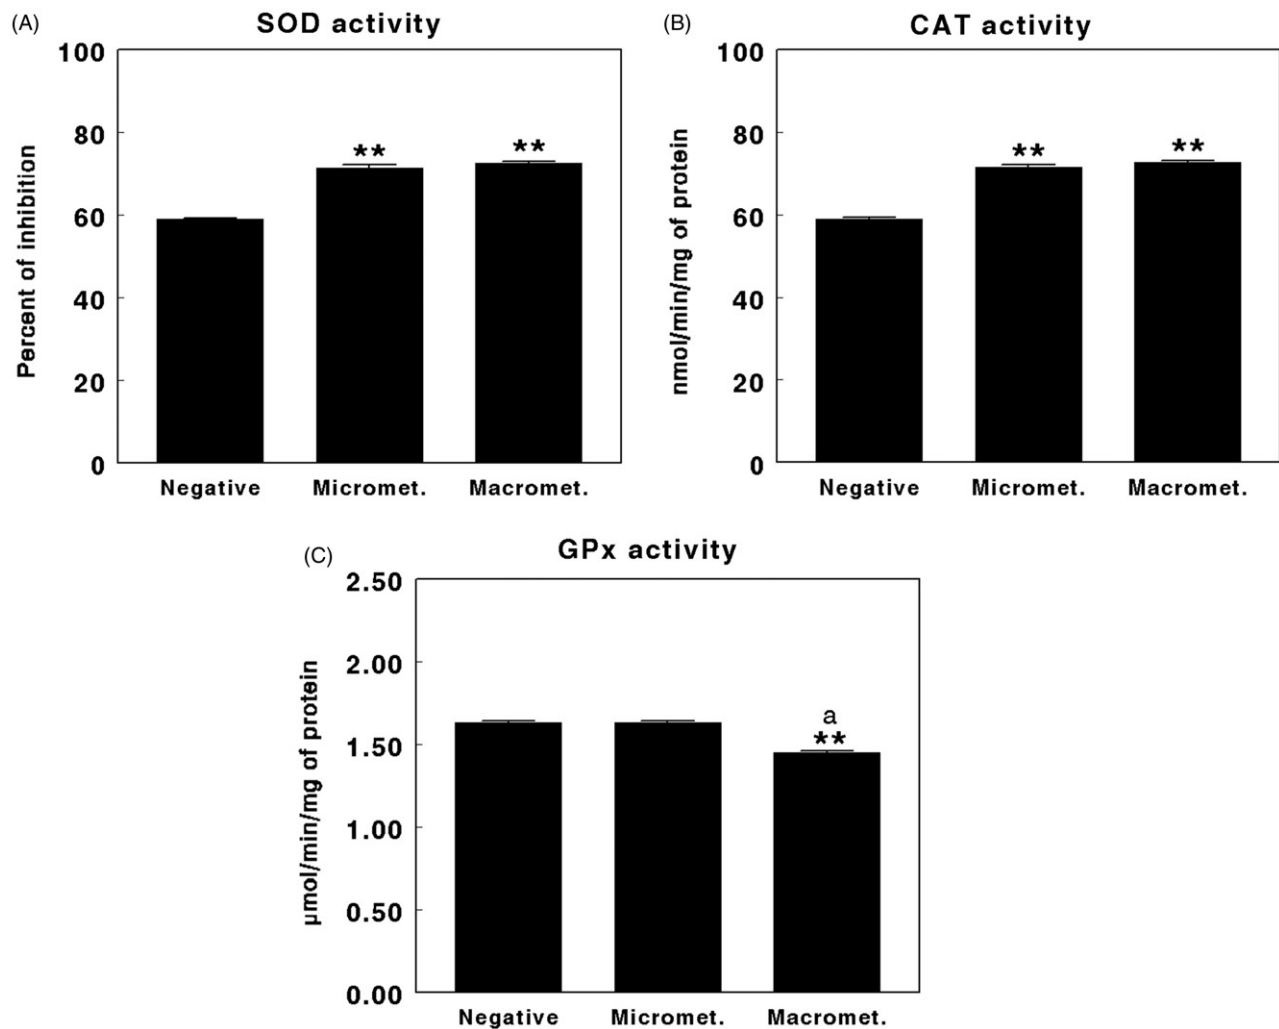 (A)
SOD activity
Percent of inhibition
100
80
60
40
20
0
**
**
Negative Micromet. Macromet.
(B)
CAT activity
nmol/min/mg of protein
100
80
60
40
20
0
**
**
Negative Micromet. Macromet.
(C)
GPx activity
µmol/min/mg of protein
2.50
2.00
1.50
1.00
0.50
0.00
a
**
Negative Micromet. Macromet.